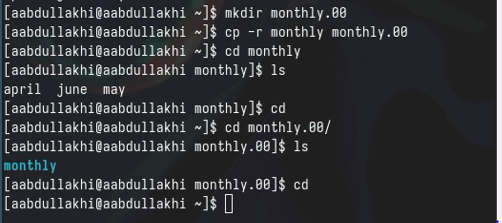 [aabdullakhi@aabdullakhi ~]$ mkdir monthly.00
[aabdullakhi@aabdullakhi ~]$ cp -r monthly monthly.00
[aabdullakhi@aabdullakhi ~]$ cd monthly
[aabdullakhi@aabdullakhi monthly]$ ls
april  june  may
[aabdullakhi@aabdullakhi monthly]$ cd
[aabdullakhi@aabdullakhi ~]$ cd monthly.00/
[aabdullakhi@aabdullakhi monthly.00]$ ls
monthly
[aabdullakhi@aabdullakhi monthly.00]$ cd
[aabdullakhi@aabdullakhi ~]$